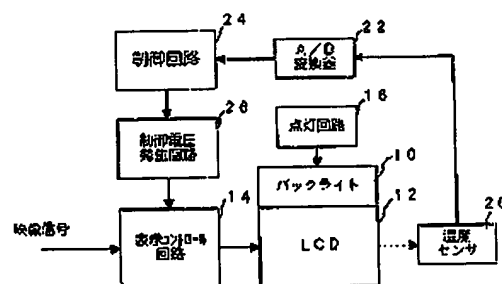 24
制御回路
22
A/D
変換器
16
点灯回路
26
制御電圧
発生回路
10
バックライト
14
12
映像信号
表示コントロール
回路
LCD
20
温度
センサ